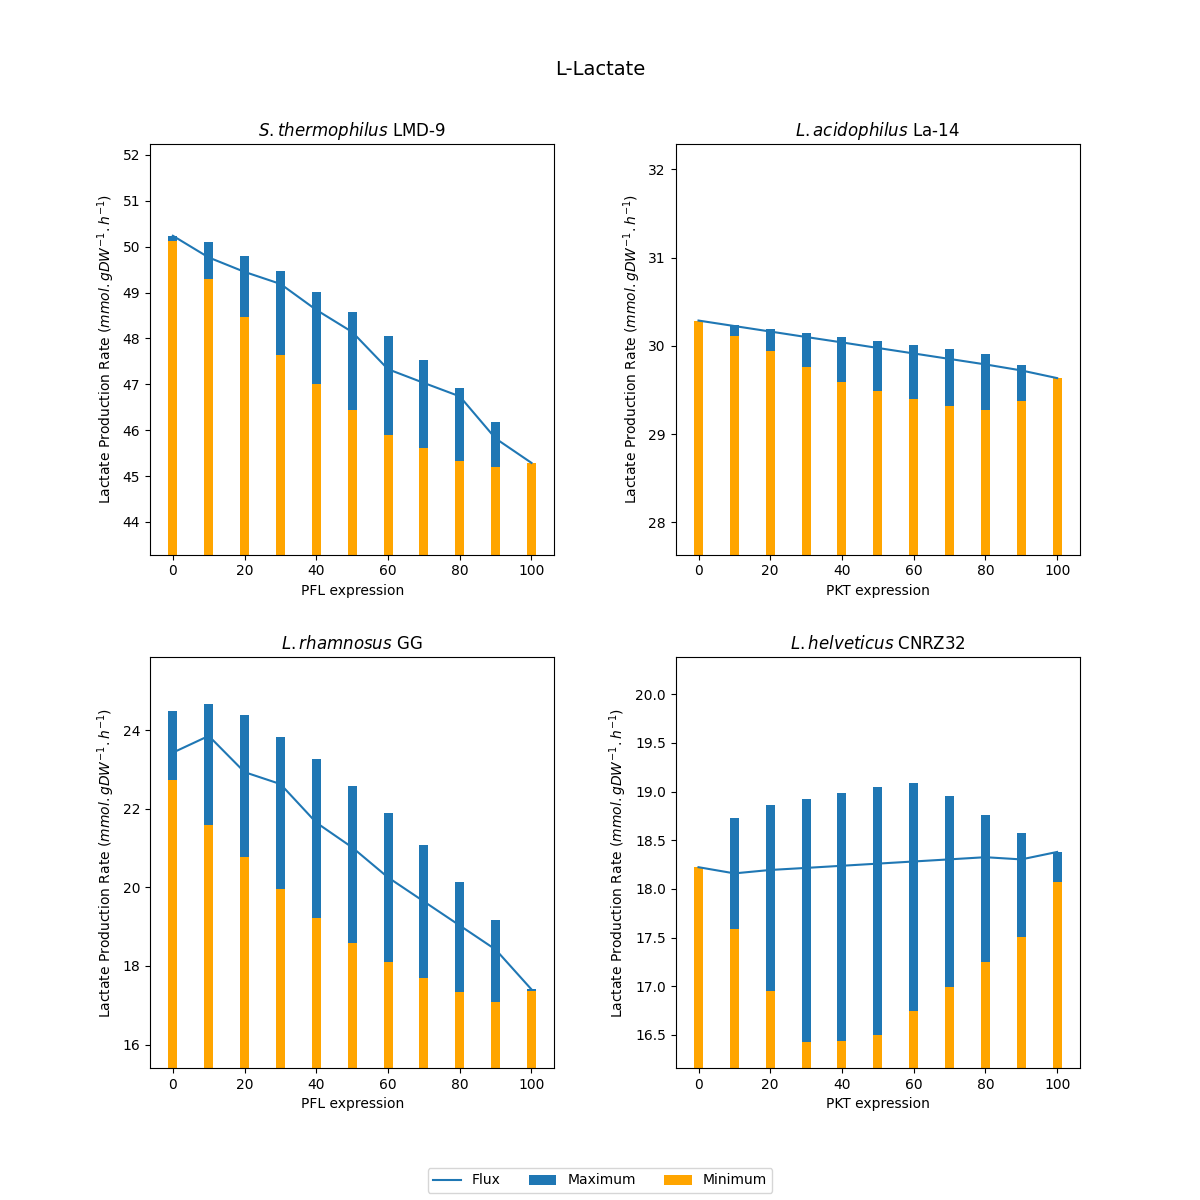 L-Lactate
S. thermophilus LMD-9
52
51
50
49
48
47
46
45
44
Lactate Production Rate (mmol. gDW⁻¹. h⁻¹)
0 20 40 60 80 100
PFL expression
L. acidophilus La-14
32
31
30
29
28
Lactate Production Rate (mmol. gDW⁻¹. h⁻¹)
0 20 40 60 80 100
PKT expression
L. rhamnosus GG
24
22
20
18
16
Lactate Production Rate (mmol. gDW⁻¹. h⁻¹)
0 20 40 60 80 100
PFL expression
L. helveticus CNRZ32
20.0
19.5
19.0
18.5
18.0
17.5
17.0
16.5
Lactate Production Rate (mmol. gDW⁻¹. h⁻¹)
0 20 40 60 80 100
PKT expression
Flux Maximum Minimum